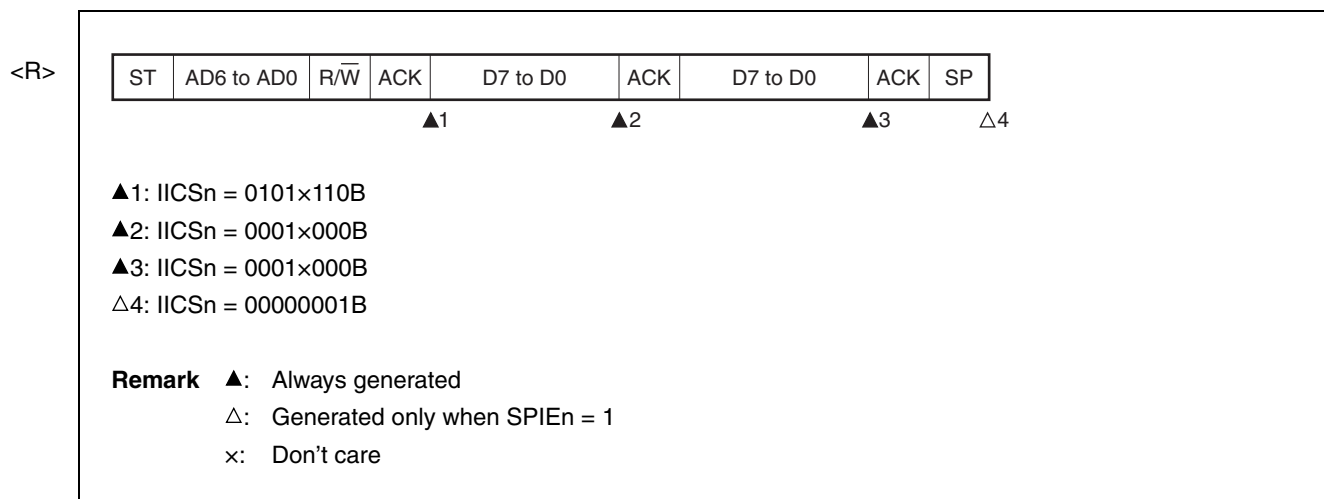 <R>
ST AD6 to AD0 R/W̅ ACK D7 to D0 ACK D7 to D0 ACK SP
▲1 ▲2 ▲3 △4
▲1: IICSn = 0101×110B
▲2: IICSn = 0001×000B
▲3: IICSn = 0001×000B
△4: IICSn = 00000001B
Remark ▲: Always generated
△: Generated only when SPIEn = 1
×: Don't care